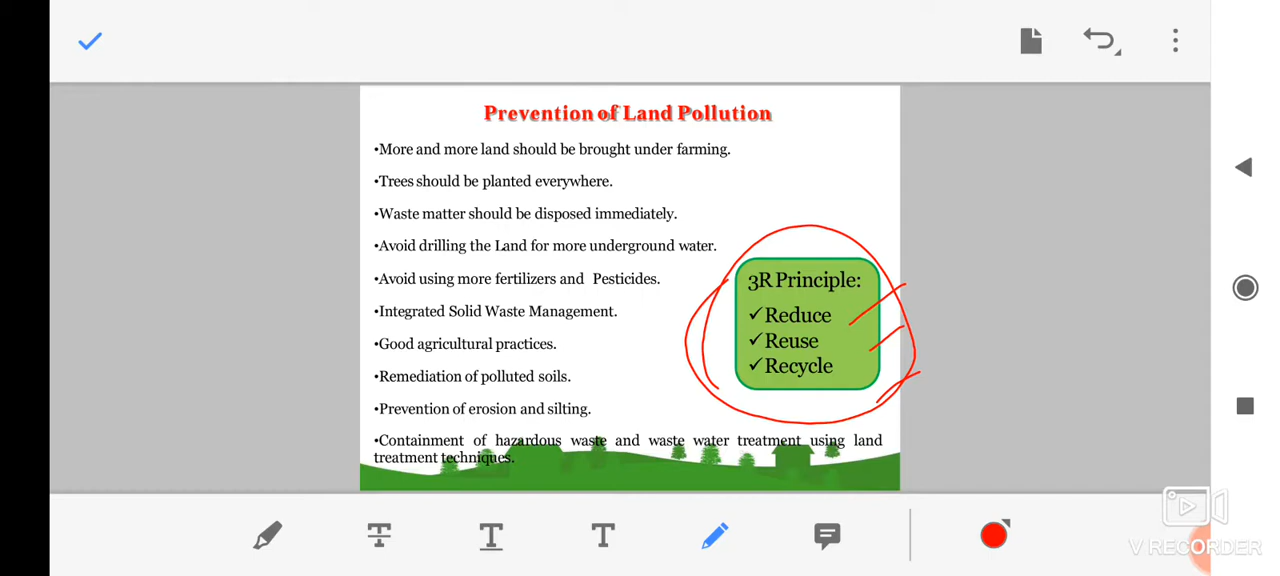 Prevention of Land Pollution
•More and more land should be brought under farming.
•Trees should be planted everywhere.
•Waste matter should be disposed immediately.
•Avoid drilling the Land for more underground water.
•Avoid using more fertilizers and Pesticides.
•Integrated Solid Waste Management.
•Good agricultural practices.
•Remediation of polluted soils.
•Prevention of erosion and silting.
•Containment of hazardous waste and waste water treatment using land
treatment techniques.
3R Principle:
✓Reduce
✓Reuse
✓Recycle
T
T
T
V RECORDER